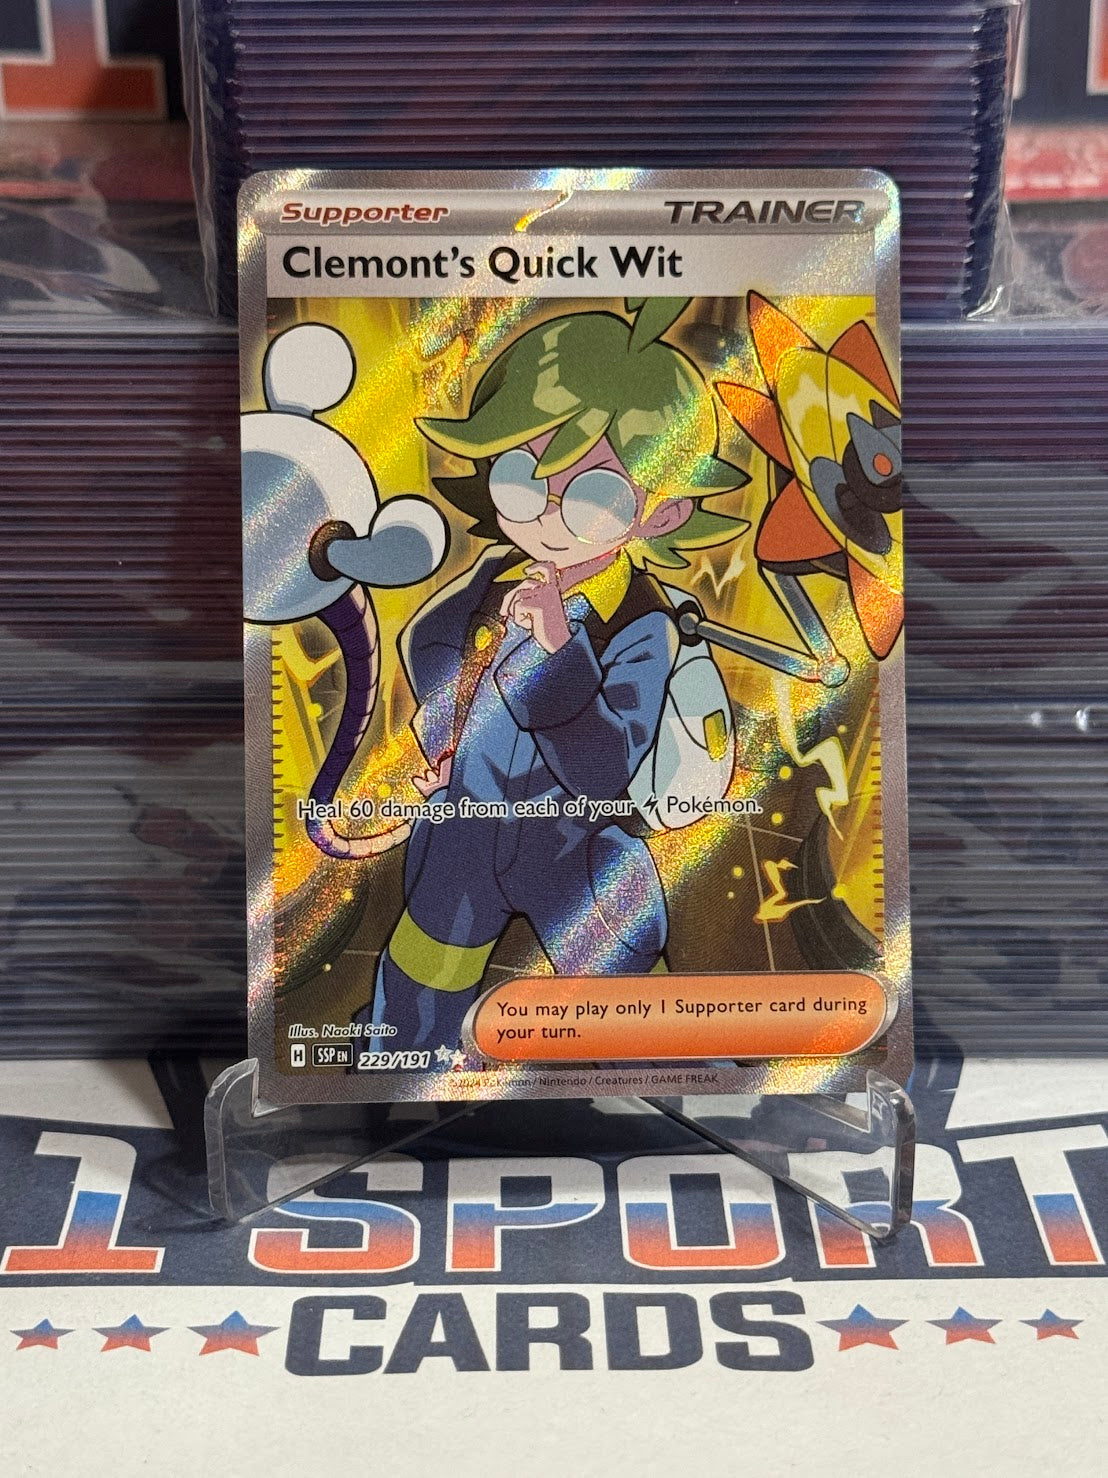 Supporter TRAINER
Clemont's Quick Wit
Heal 60 damage from each of your Pokémon.
You may play only 1 Supporter card during
your turn.
Illus. Naoki Saito
H SSP EN 229/191
©2024 Pokémon / Nintendo / Creatures / GAME FREAK
1 SPORT
CARDS